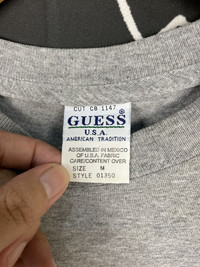 CUT CB 1147
GUESS®
U.S.A.
AMERICAN TRADITION
ASSEMBLED IN MEXICO
OF U.S.A. FABRIC
CARE/CONTENT OVER
SIZE M
STYLE 01350